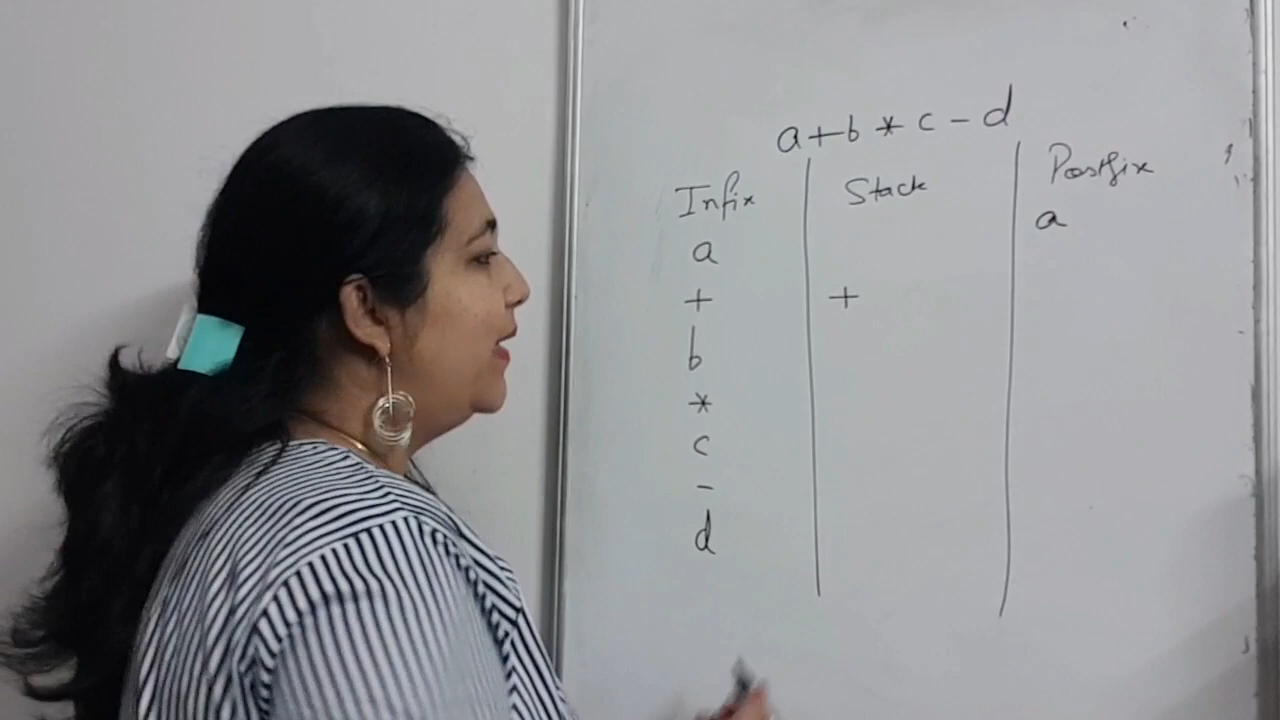 a+b*c-d
Infix Stack Postfix
a a
+ +
b
*
c
-
d